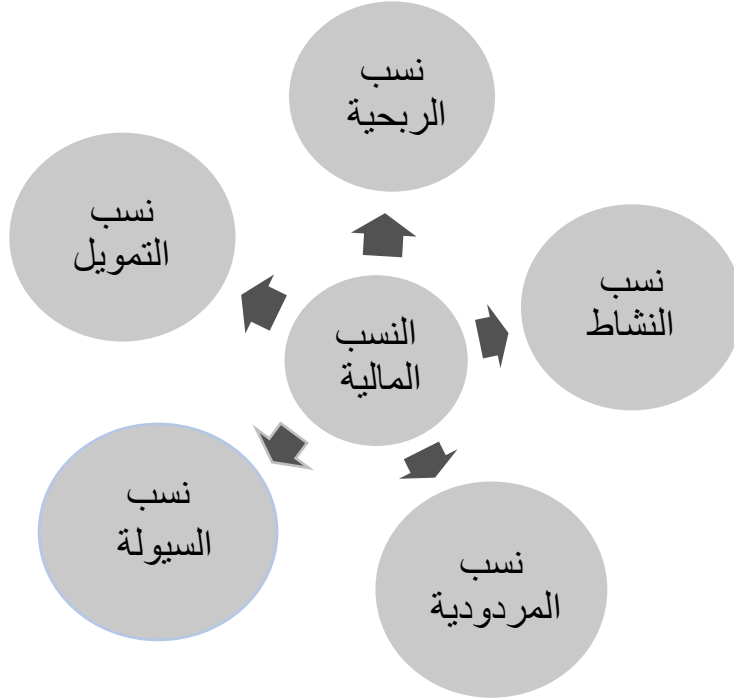 نسب
الربحية
نسب
التمويل
نسب
النشاط
النسب
المالية
نسب
السيولة
نسب
المردودية